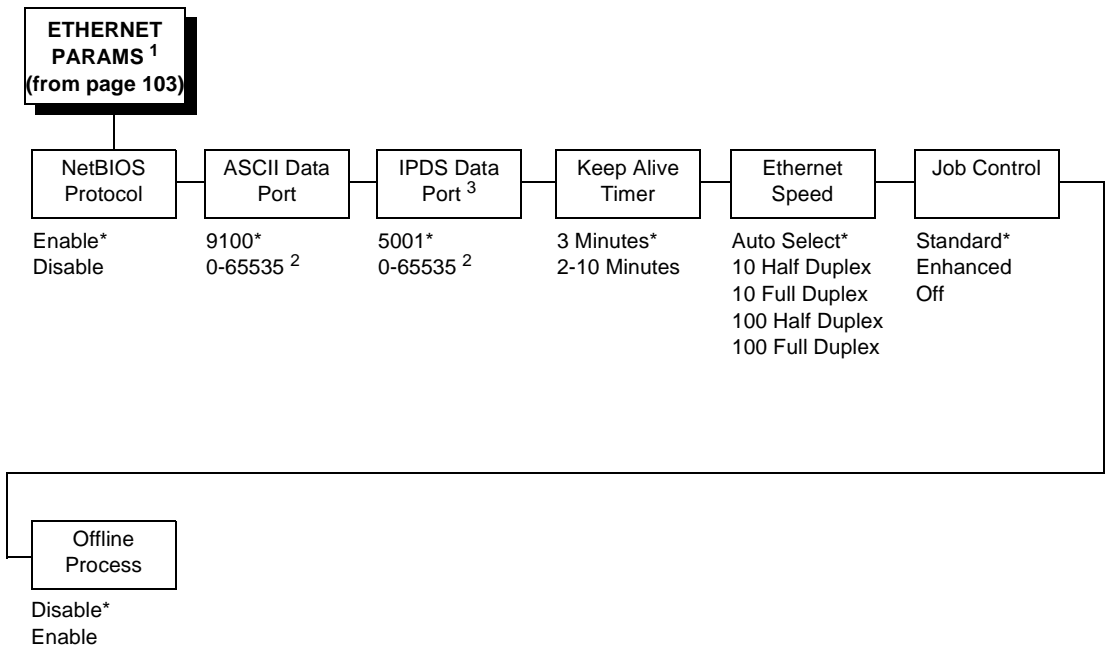 ETHERNET
PARAMS 1
(from page 103)
NetBIOS
Protocol
Enable*
Disable
ASCII Data
Port
9100*
0-65535 2
IPDS Data
Port 3
5001*
0-65535 2
Keep Alive
Timer
3 Minutes*
2-10 Minutes
Ethernet
Speed
Auto Select*
10 Half Duplex
10 Full Duplex
100 Half Duplex
100 Full Duplex
Job Control
Standard*
Enhanced
Off
Offline
Process
Disable*
Enable